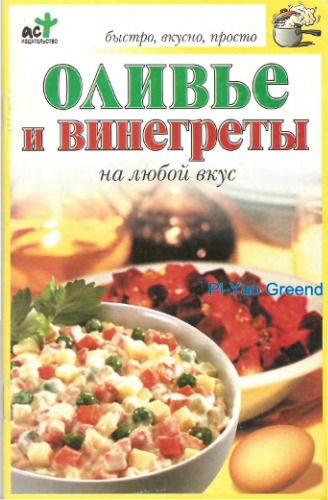 аст
издательство
быстро, вкусно, просто
ОЛИВЬЕ
И ВИНЕГРЕТЫ
на любой вкус
Pi-Yao Greend